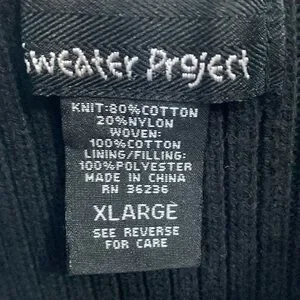 Sweater Project
KNIT:80%COTTON
20%NYLON
WOVEN:
100%COTTON
LINING/FILLING:
100%POLYESTER
MADE IN CHINA
RN 36236
XLARGE
SEE REVERSE
FOR CARE